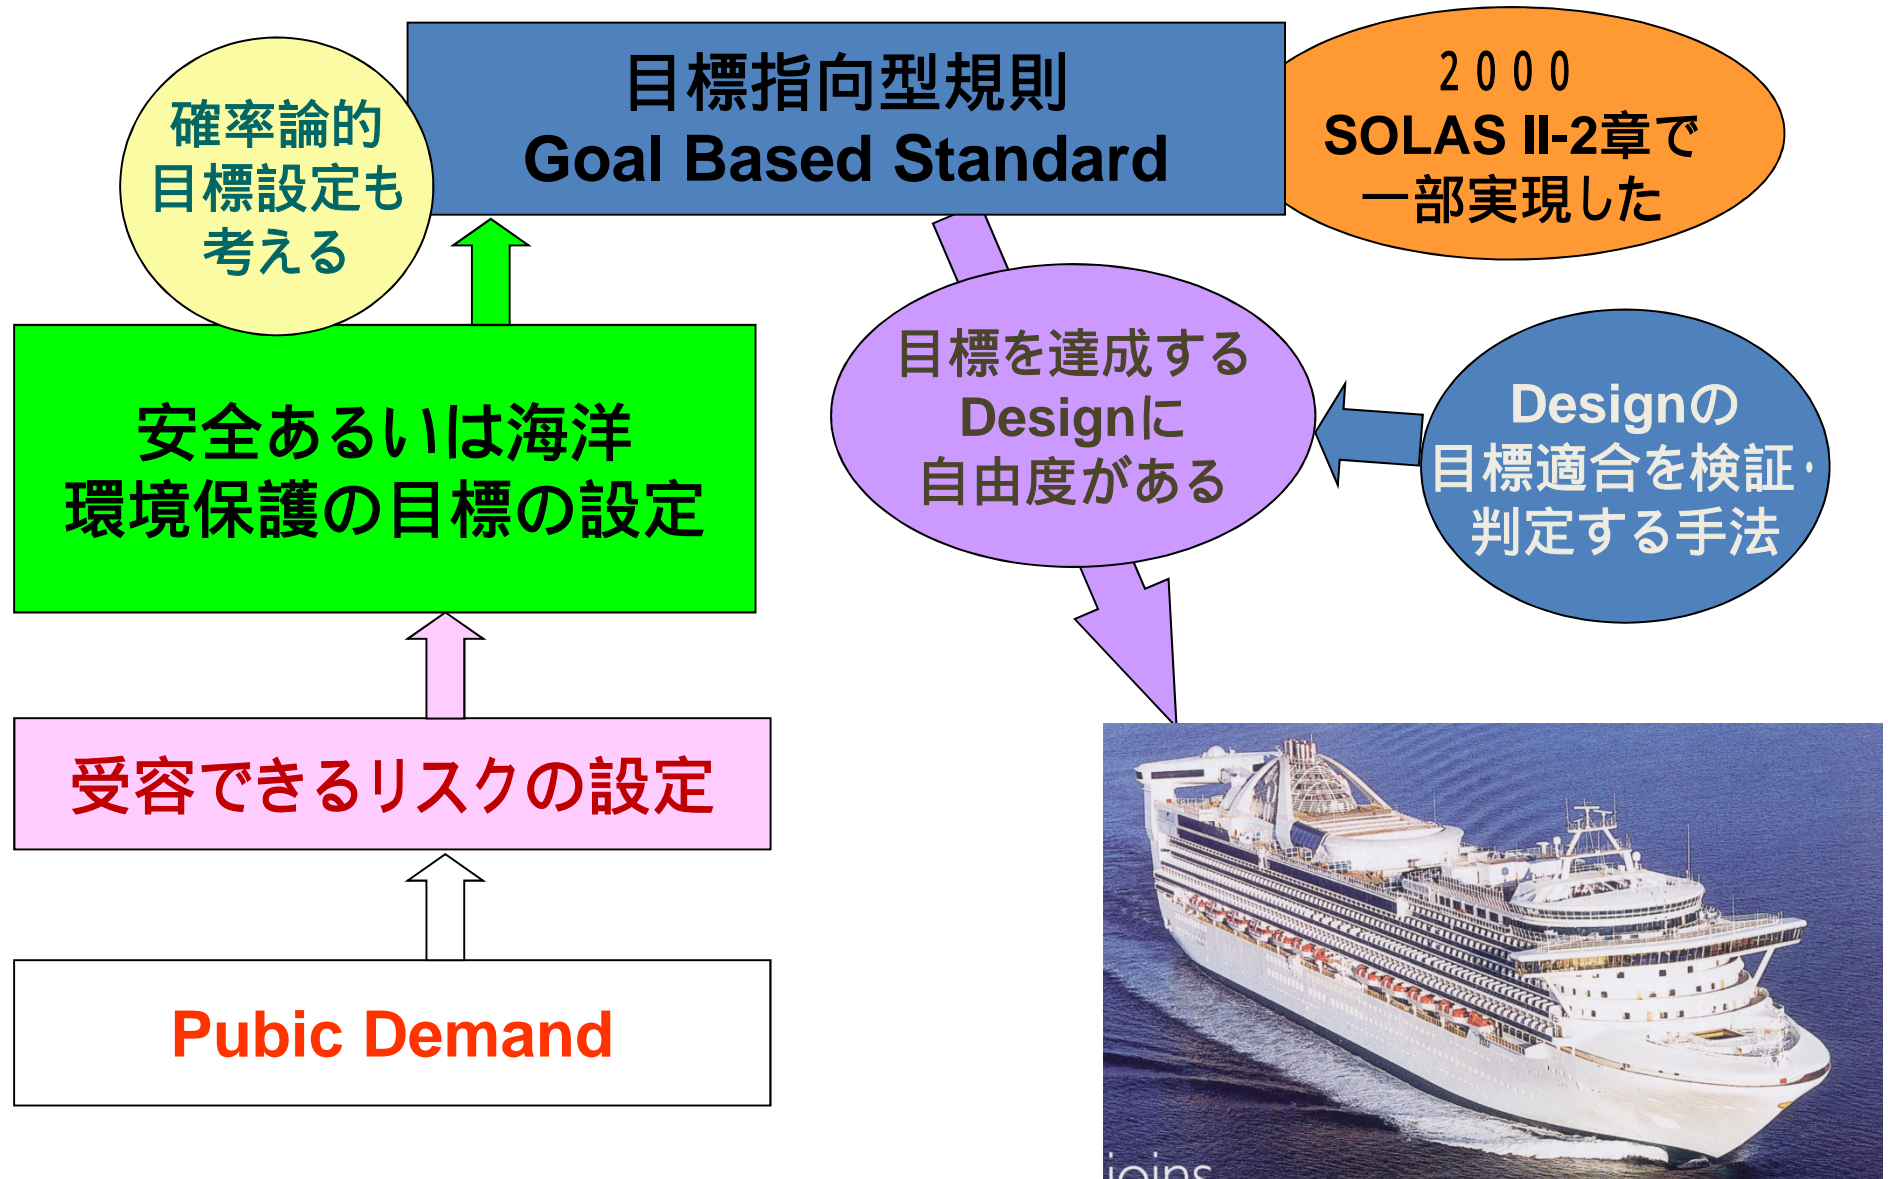 目標指向型規則
Goal Based Standard
２０００
SOLAS II-2章で
一部実現した
確率論的
目標設定も
考える
安全あるいは海洋
環境保護の目標の設定
目標を達成する
Designに
自由度がある
Designの
目標適合を検証・
判定する手法
受容できるリスクの設定
Pubic Demand
joins